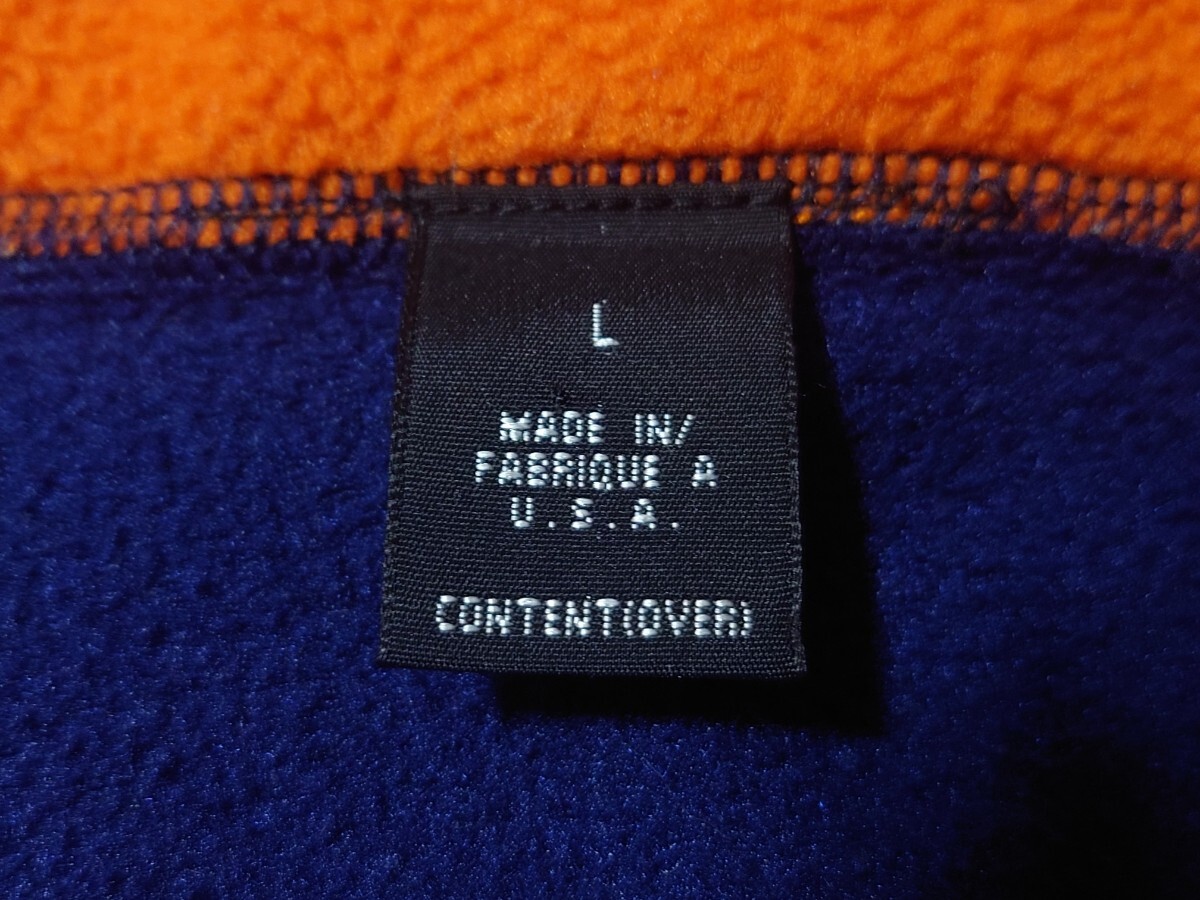 L
MADE IN/
FABRIQUE A
U.S.A.
CONTENT(OVER)